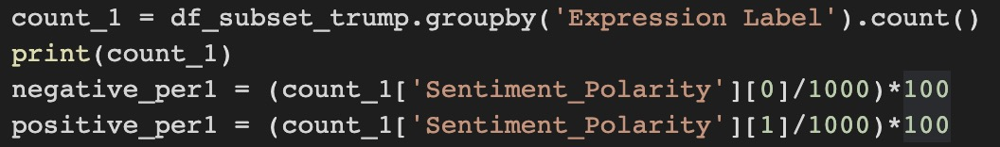 count_1 = df_subset_trump.groupby('Expression Label').count()
print(count_1)
negative_per1 = (count_1['Sentiment_Polarity'][0]/1000)*100
positive_per1 = (count_1['Sentiment_Polarity'][1]/1000)*100